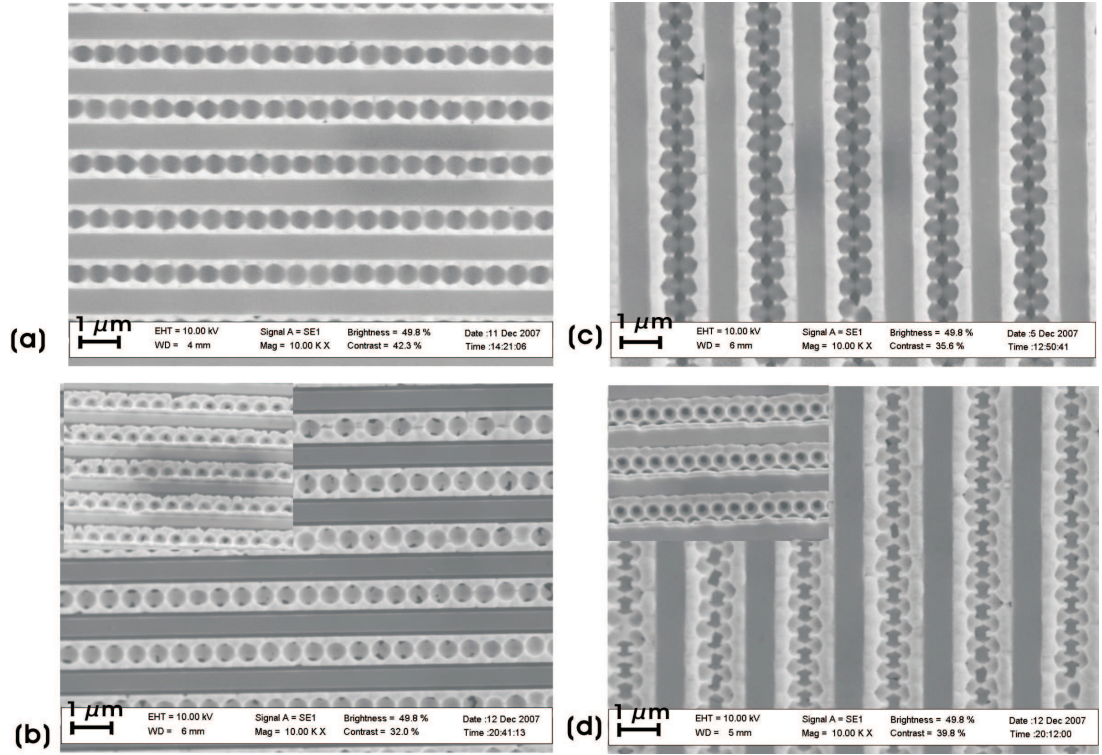 (a)
1 μm
EHT = 10.00 kV Signal A = SE1 Brightness = 49.8 % Date :11 Dec 2007
WD = 4 mm Mag = 10.00 K X Contrast = 42.3 % Time :14:21:06
(c)
1 μm
EHT = 10.00 kV Signal A = SE1 Brightness = 49.8 % Date :5 Dec 2007
WD = 6 mm Mag = 10.00 K X Contrast = 35.6 % Time :12:50:41
(b)
1 μm
EHT = 10.00 kV Signal A = SE1 Brightness = 49.8 % Date :12 Dec 2007
WD = 6 mm Mag = 10.00 K X Contrast = 32.0 % Time :20:41:13
(d)
1 μm
EHT = 10.00 kV Signal A = SE1 Brightness = 49.8 % Date :12 Dec 2007
WD = 5 mm Mag = 10.00 K X Contrast = 39.8 % Time :20:12:00